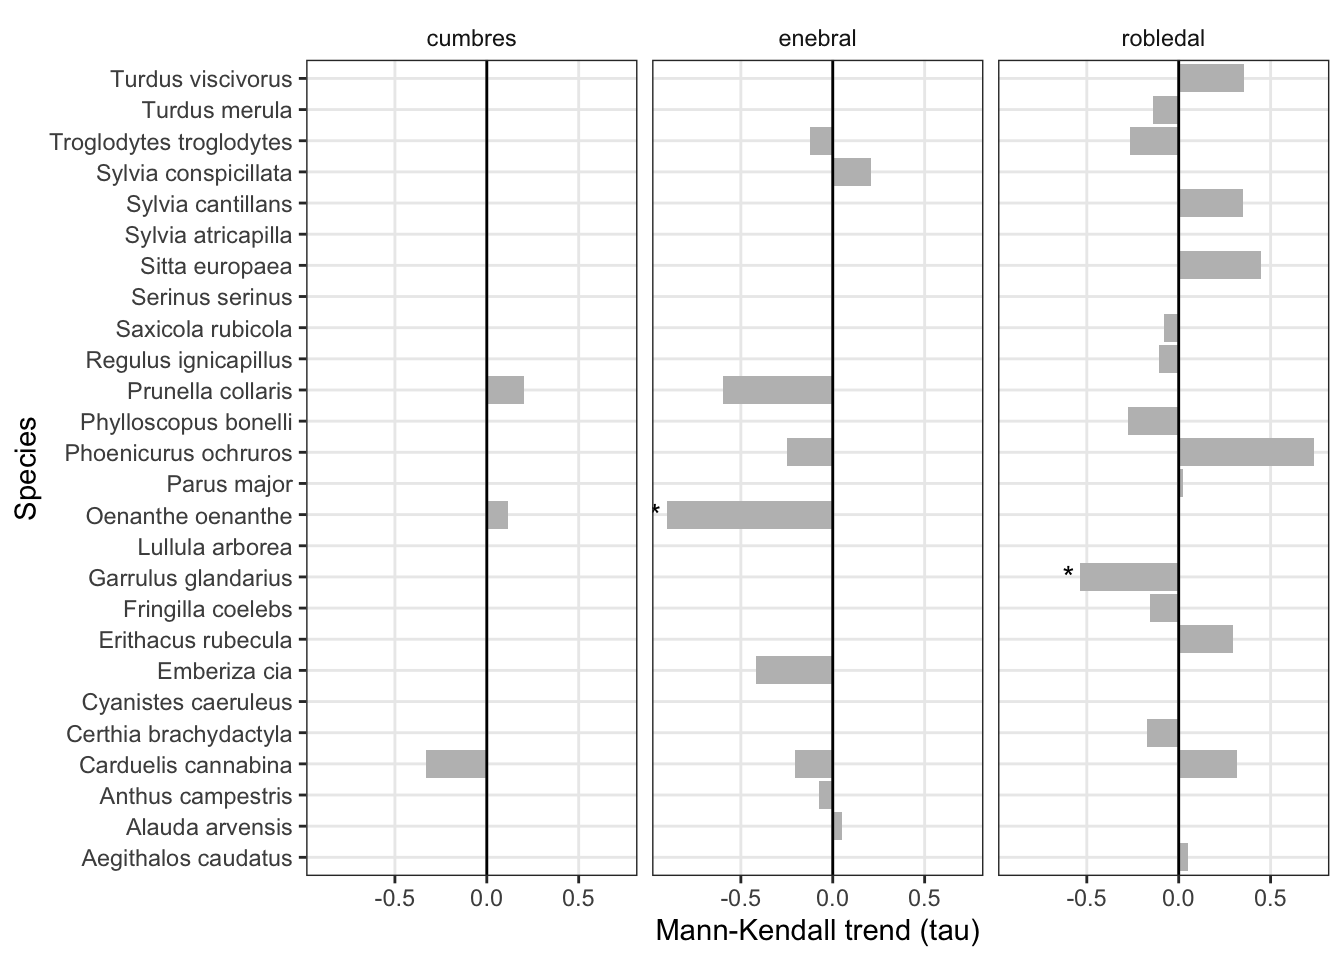 cumbres enebral robledal
Turdus viscivorus
Turdus merula
Troglodytes troglodytes
Sylvia conspicillata
Sylvia cantillans
Sylvia atricapilla
Sitta europaea
Serinus serinus
Saxicola rubicola
Regulus ignicapillus
Prunella collaris
Phylloscopus bonelli
Phoenicurus ochruros
Parus major
Oenanthe oenanthe *
Lullula arborea
Garrulus glandarius *
Fringilla coelebs
Erithacus rubecula
Emberiza cia
Cyanistes caeruleus
Certhia brachydactyla
Carduelis cannabina
Anthus campestris
Alauda arvensis
Aegithalos caudatus
Species
-0.5 0.0 0.5 -0.5 0.0 0.5 -0.5 0.0 0.5
Mann-Kendall trend (tau)